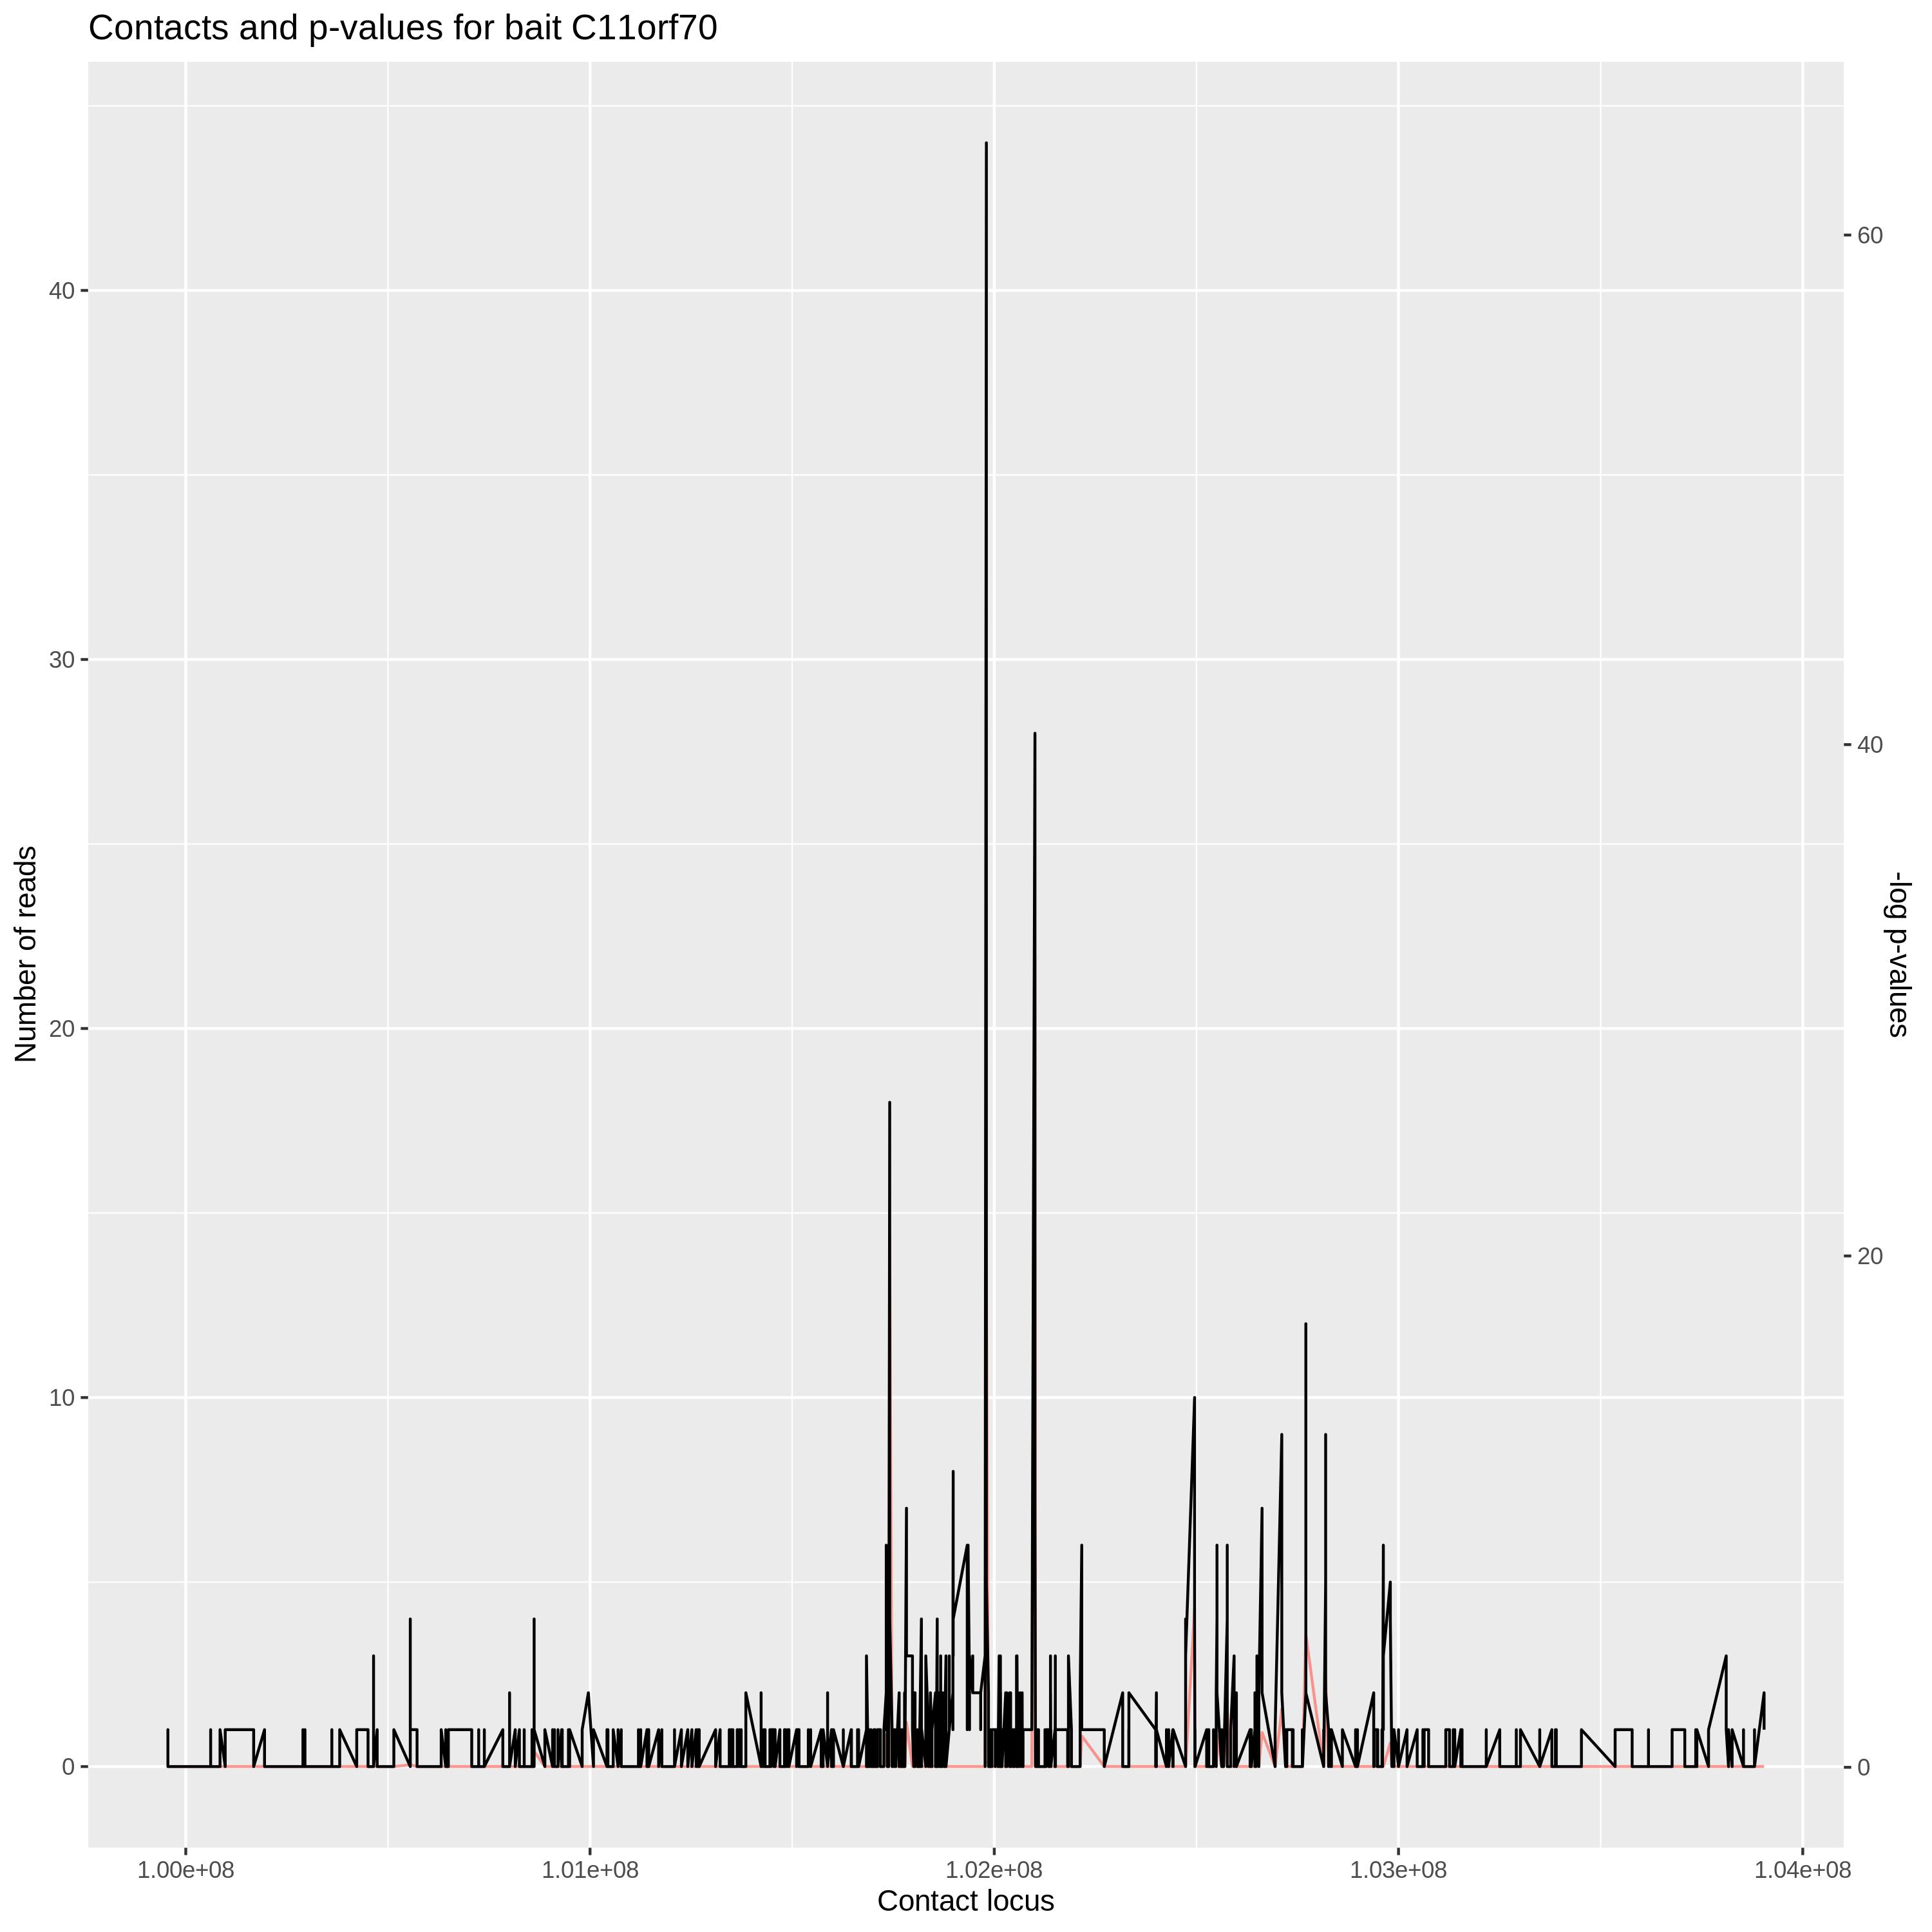 Contacts and p-values for bait C11orf70
Number of reads
40
30
20
10
0
60
40
20
0
-log p-values
1.00e+08 1.01e+08 1.02e+08 1.03e+08 1.04e+08
Contact locus